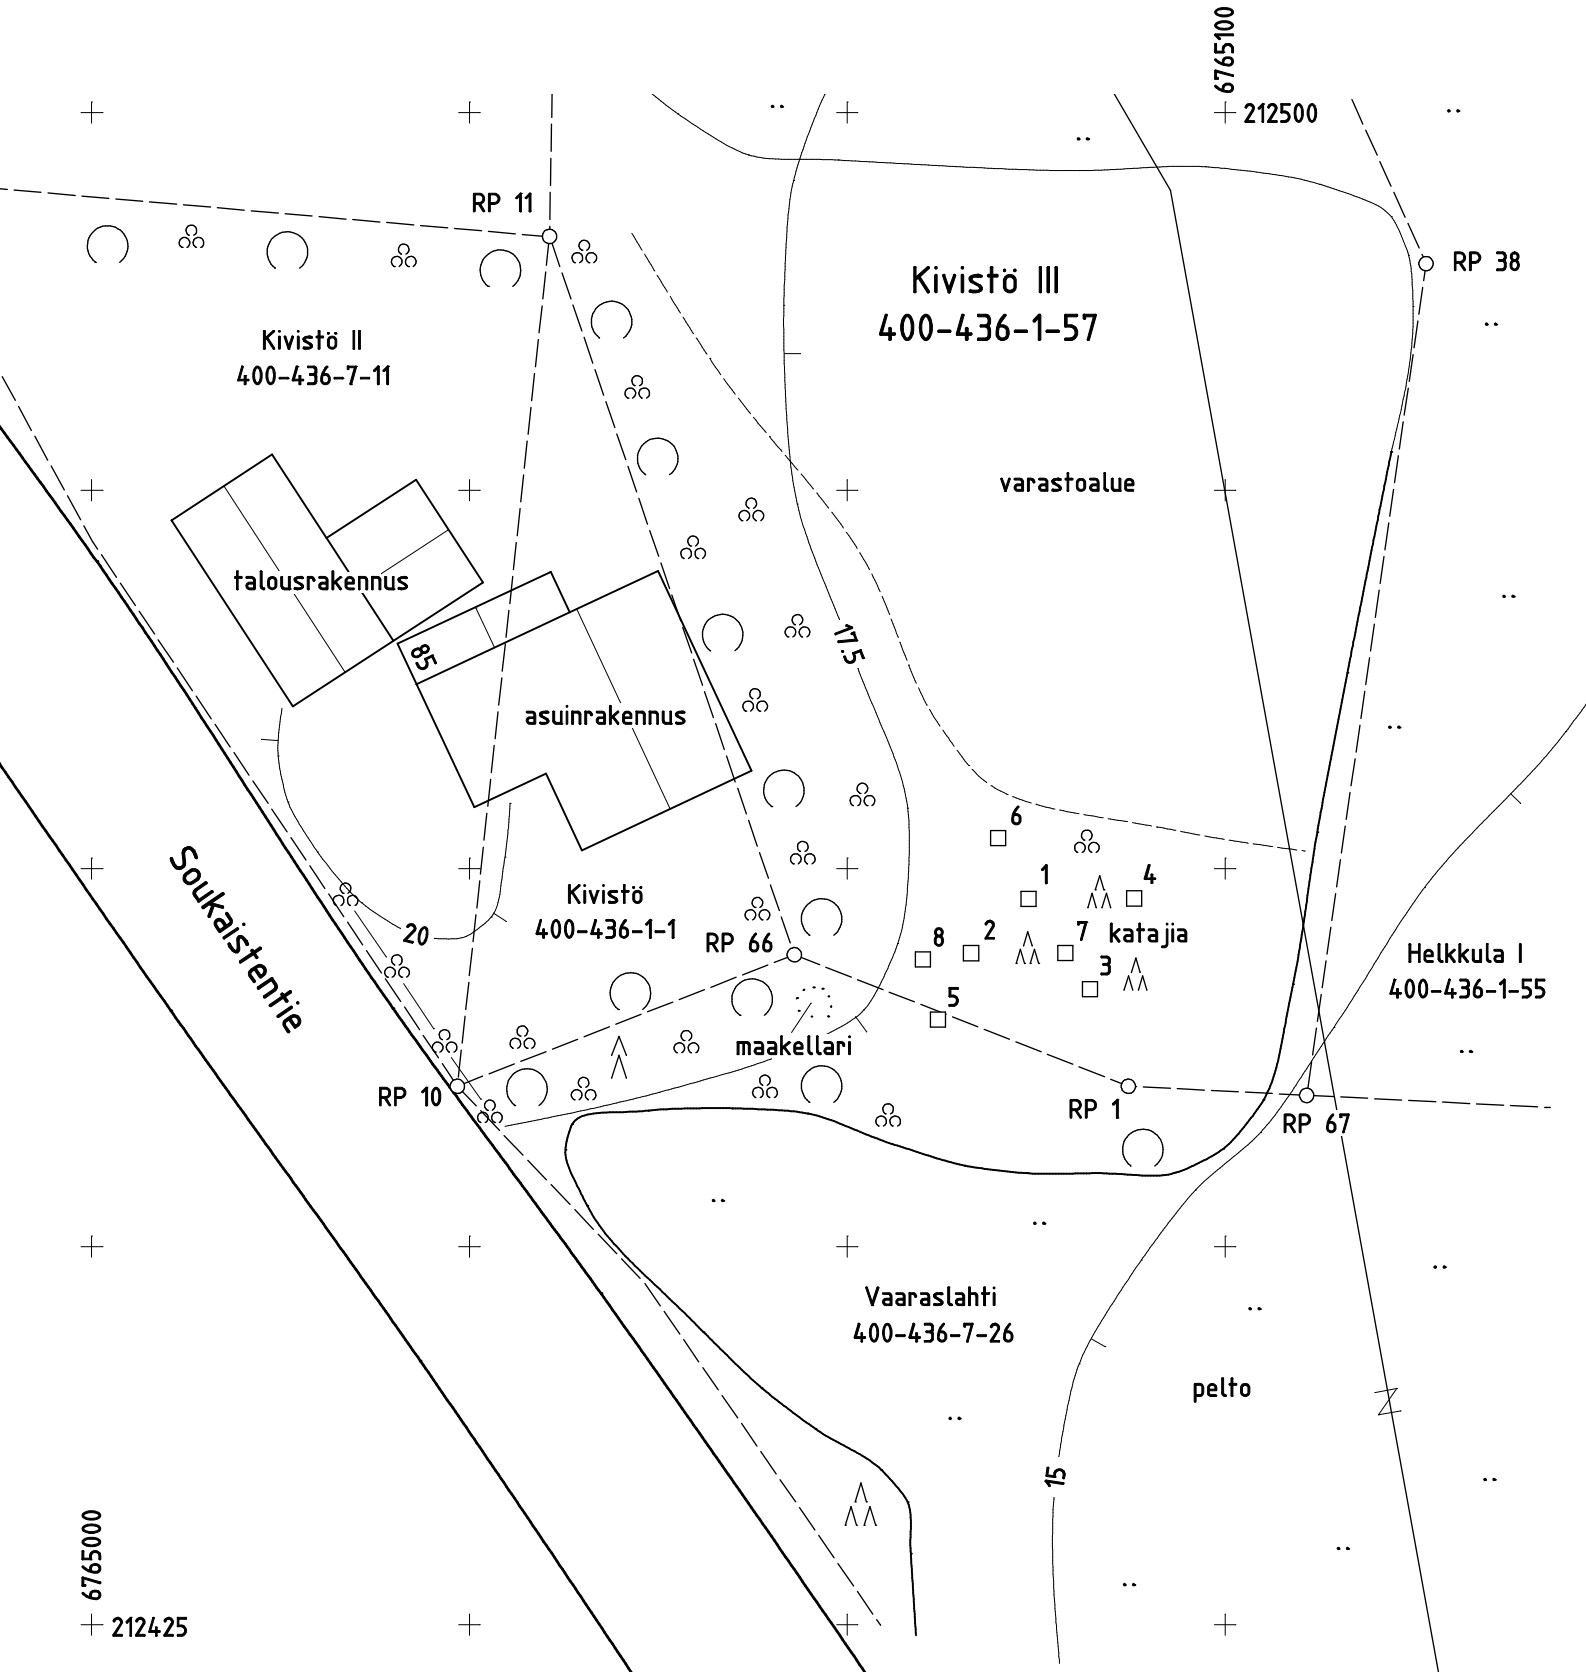 6765100
212500
RP 11
RP 38
Kivistö III
400-436-1-57
Kivistö II
400-436-7-11
varastoalue
talousrakennus
85
17.5
asuinrakennus
6
Soukaistentie
1
4
Kivistö
400-436-1-1
20
RP 66
8
2
7
katajia
3
5
Helkkula I
400-436-1-55
maakellari
RP 10
RP 1
RP 67
Vaaraslahti
400-436-7-26
pelto
15
6765000
212425